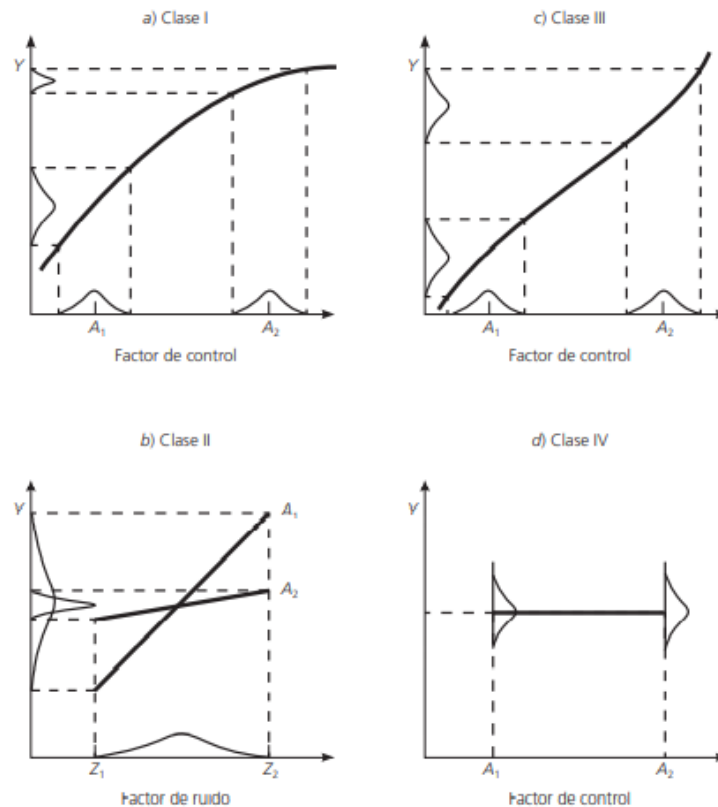 a) Clase I
Y
A₁
A₂
Factor de control
c) Clase III
Y
A₁
A₂
Factor de control
b) Clase II
Y
A₁
A₂
Z₁
Z₂
Factor de ruido
d) Clase IV
Y
A₁
A₂
Factor de control